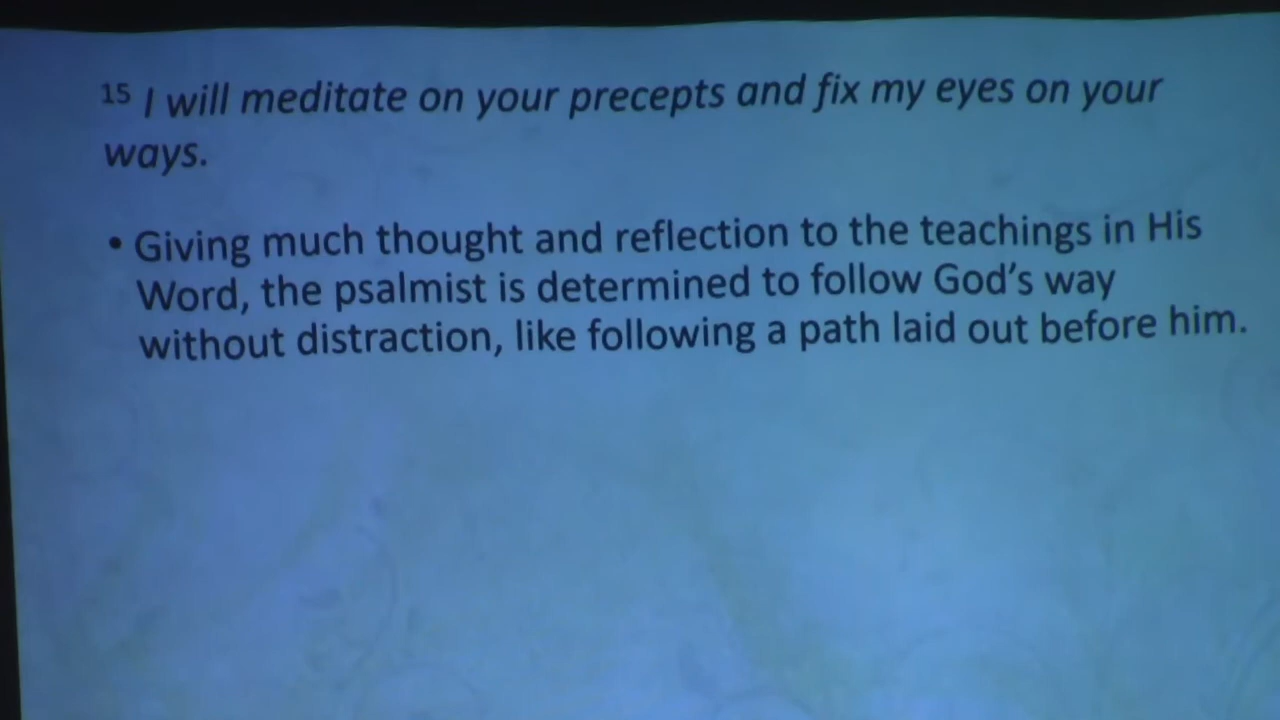 15 I will meditate on your precepts and fix my eyes on your
ways.
• Giving much thought and reflection to the teachings in His
Word, the psalmist is determined to follow God's way
without distraction, like following a path laid out before him.